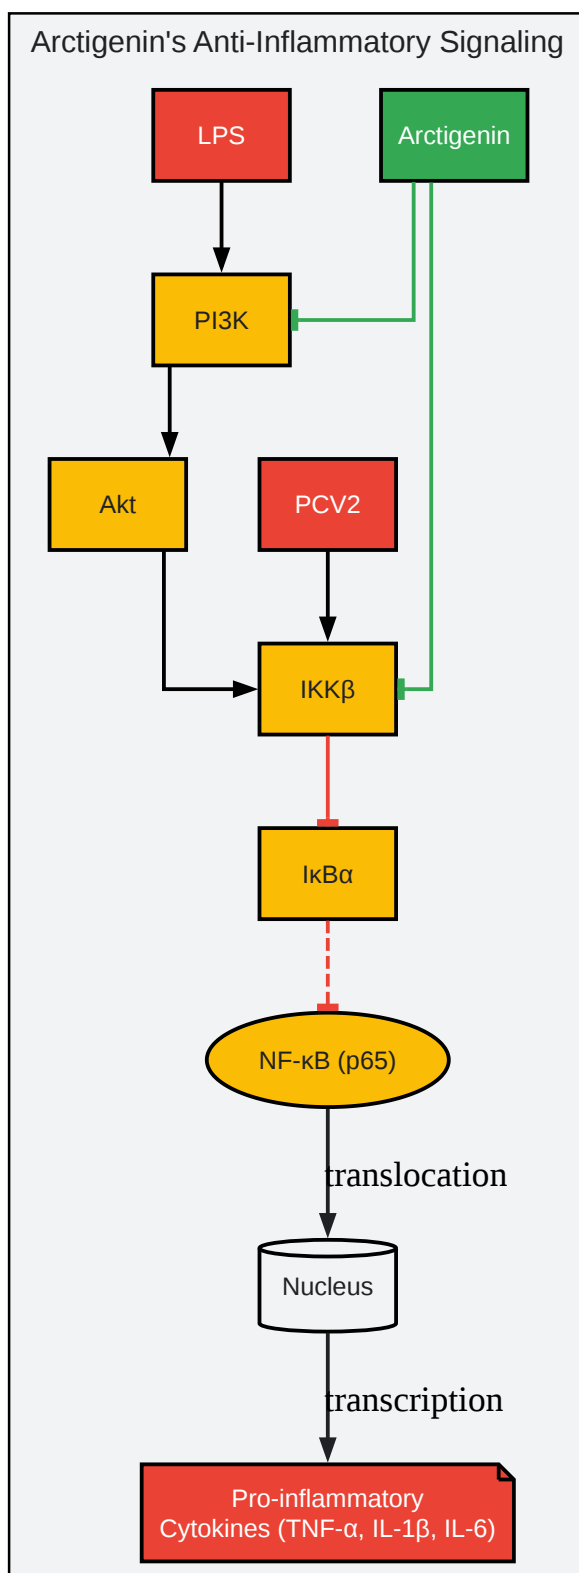 Arctigenin's Anti-Inflammatory Signaling
LPS
Arctigenin
PI3K
Akt
PCV2
IKKβ
IκBα
NF-κB (p65)
translocation
Nucleus
transcription
Pro-inflammatory
Cytokines (TNF-α, IL-1β, IL-6)